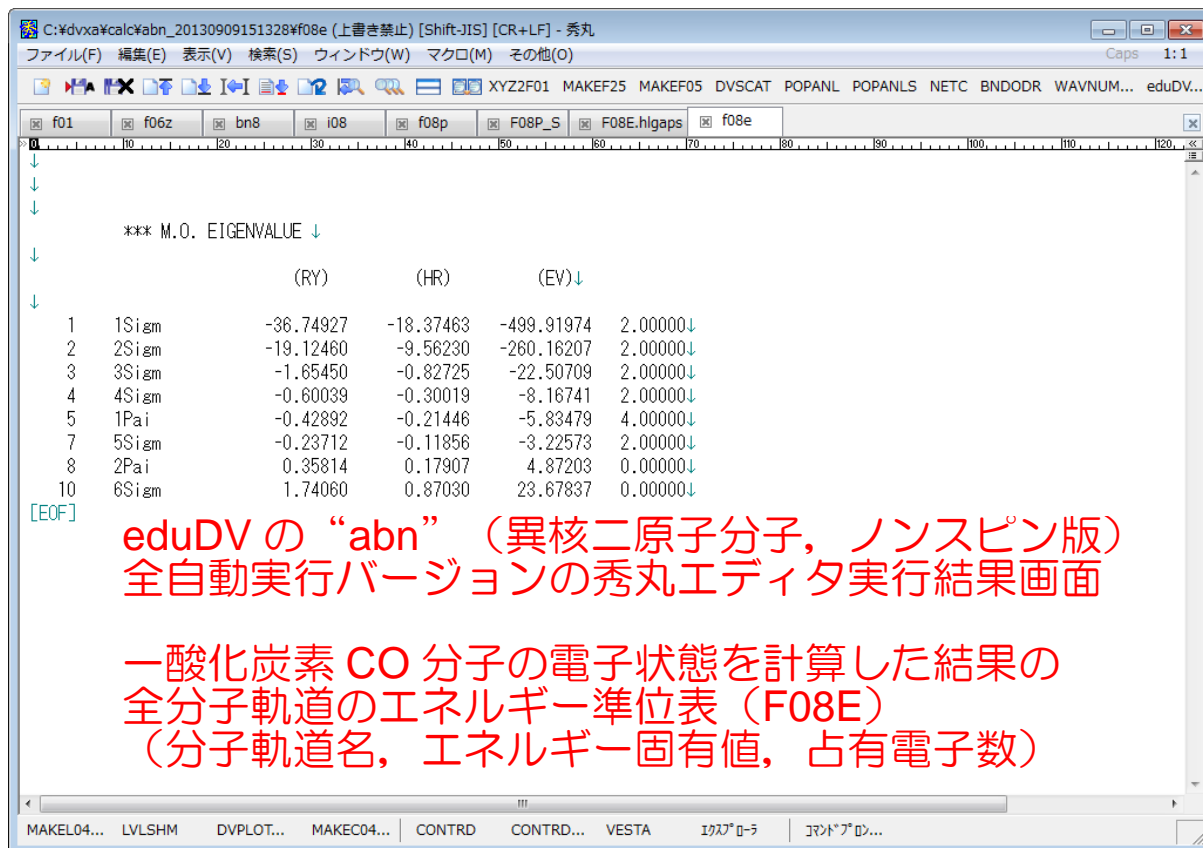 C:¥dvxa¥calc¥abn_20130909151328¥f08e (上書き禁止) [Shift-JIS] [CR+LF] - 秀丸
ファイル(F) 編集(E) 表示(V) 検索(S) ウィンドウ(W) マクロ(M) その他(O) Caps 1: 1
XYZ2F01 MAKEF25 MAKEF05 DVSCAT POPANL POPANLS NETC BNDODR WAVNUM... eduDV...
f01 f06z bn8 i08 f08p F08P_S F08E.hlgaps f08e
0 10 20 30 40 50 60 70 80 90 100 110 120
↓
↓
↓
*** M.O. EIGENVALUE ↓
↓
(RY) (HR) (EV)↓
↓
1 1Sigm -36.74927 -18.37463 -499.91974 2.00000↓
2 2Sigm -19.12460 -9.56230 -260.16207 2.00000↓
3 3Sigm -1.65450 -0.82725 -22.50709 2.00000↓
4 4Sigm -0.60039 -0.30019 -8.16741 2.00000↓
5 1Pai -0.42892 -0.21446 -5.83479 4.00000↓
7 5Sigm -0.23712 -0.11856 -3.22573 2.00000↓
8 2Pai 0.35814 0.17907 4.87203 0.00000↓
10 6Sigm 1.74060 0.87030 23.67837 0.00000↓
[EOF]
eduDV の “abn” （異核二原子分子，ノンスピン版）
全自動実行バージョンの秀丸エディタ実行結果画面
一酸化炭素 CO 分子の電子状態を計算した結果の
全分子軌道のエネルギー準位表（F08E）
（分子軌道名，エネルギー固有値，占有電子数）
MAKEL04... LVLSHM DVPLOT... MAKEC04... CONTRD CONTRD... VESTA ｴｸｽﾌﾟﾛｰﾗ ｺﾏﾝﾄﾞﾌﾟﾛﾝ...